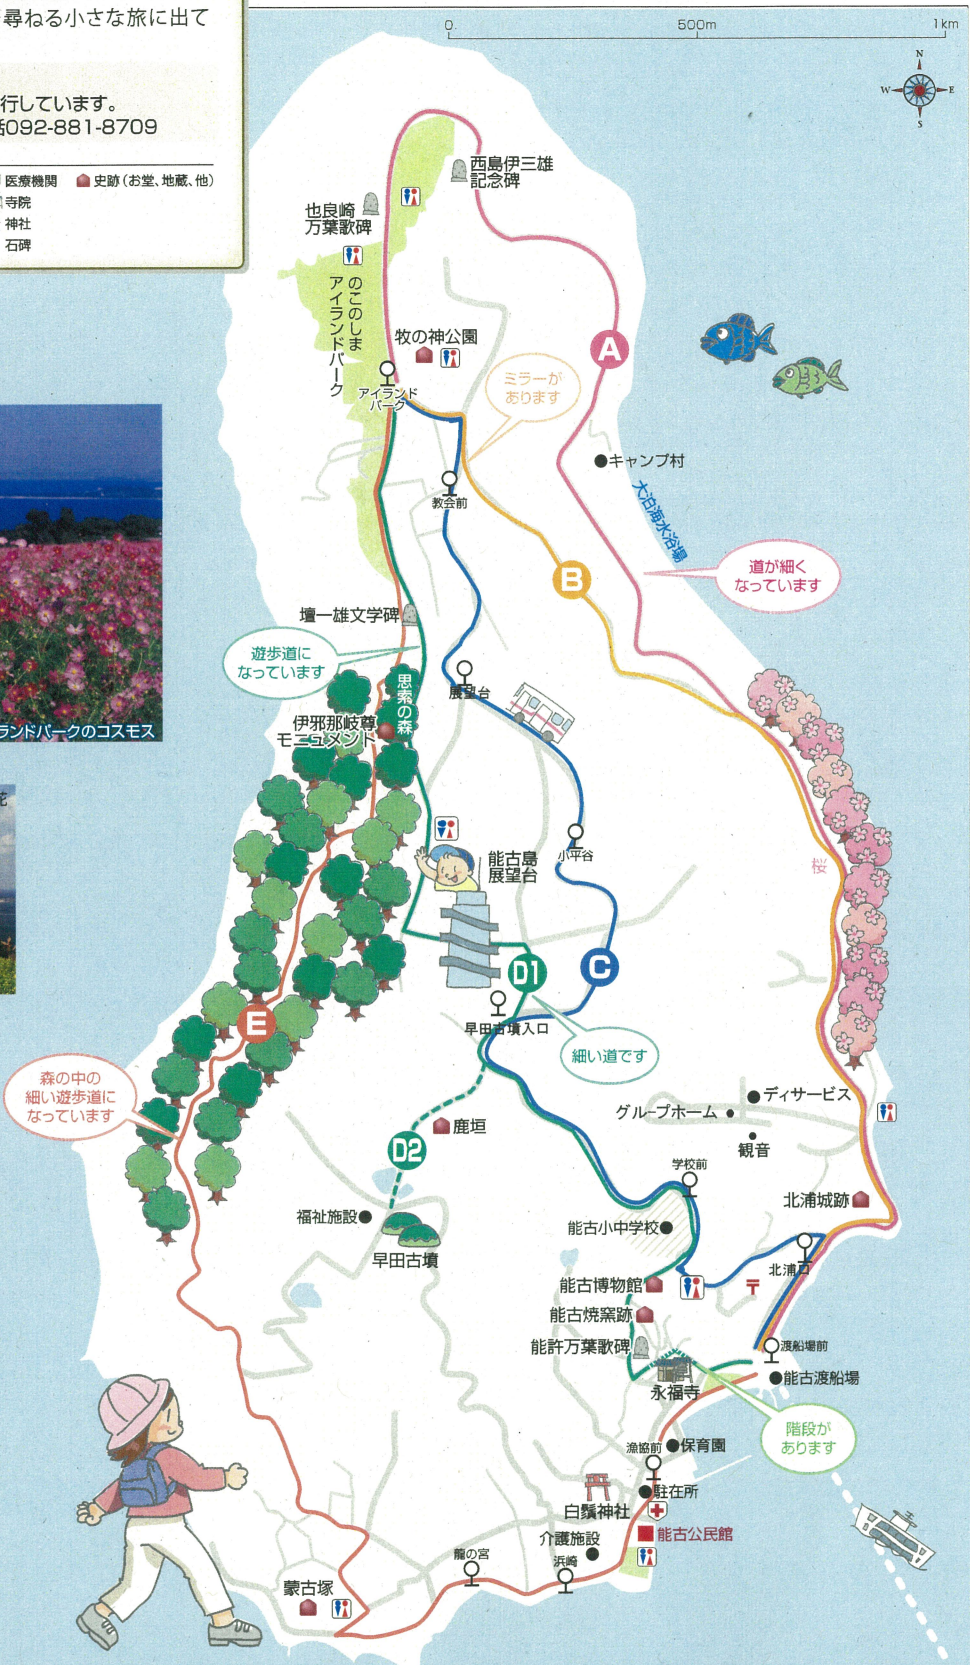 尋ねる小さな旅に出て
行しています。
話092-881-8709
医療機関
史跡(お堂、地蔵、他)
寺院
神社
石碑
0.
500m
1km
N
W
E
S
西島伊三雄
記念碑
也良崎
万葉歌碑
のこのしま
アイランドパーク
牧の神公園
アイランド
パーク
ミラーが
あります
A
キャンプ村
大泊海水浴場
教会前
道が細く
なっています
B
壇一雄文学碑
遊歩道に
なっています
思索の森
展望台
伊邪那岐尊
モニュメント
ランドパークのコスモス
花
小平谷
能古島
展望台
桜
D1
C
早田古墳入口
E
細い道です
森の中の
細い遊歩道に
なっています
ディサービス
グループホーム
観音
鹿垣
D2
学校前
北浦城跡
福祉施設
能古小中学校
早田古墳
北浦口
〒
能古博物館
能古焼窯跡
能許万葉歌碑
渡船場前
能古渡船場
永福寺
階段が
あります
漁協前
保育園
駐在所
白鬚神社
能古公民館
介護施設
浜崎
龍の宮
蒙古塚